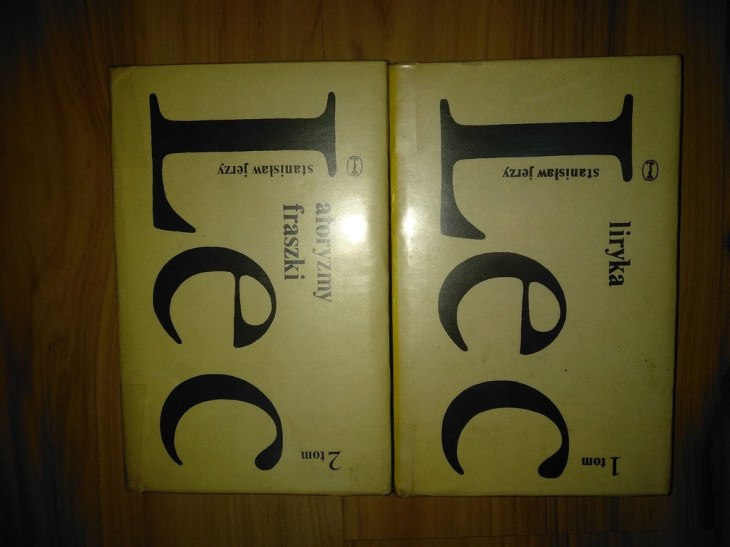 stanisław jerzy
Lec
aforyzmy
fraszki
2 tom
stanisław jerzy
Lec
liryka
1 tom